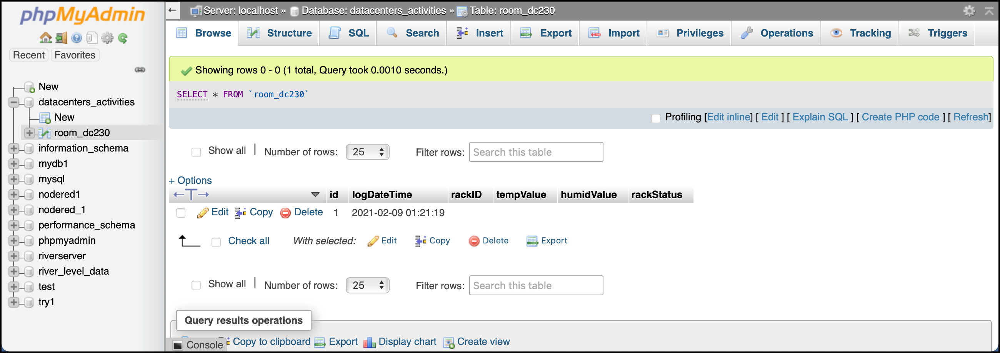 phpMyAdmin
Recent Favorites
New
datacenters_activities
New
room_dc230
information_schema
mydb1
mysql
nodered1
nodered_1
performance_schema
phpmyadmin
riverserver
river_level_data
test
try1
Server: localhost » Database: datacenters_activities » Table: room_dc230
Browse Structure SQL Search Insert Export Import Privileges Operations Tracking Triggers
Showing rows 0 - 0 (1 total, Query took 0.0010 seconds.)
SELECT * FROM `room_dc230`
Profiling [Edit inline] [ Edit ] [ Explain SQL ] [ Create PHP code ] [ Refresh]
Show all | Number of rows: 25 Filter rows: Search this table
+ Options
←T→ id logDateTime rackID tempValue humidValue rackStatus
Edit Copy Delete 1 2021-02-09 01:21:19
Check all With selected: Edit Copy Delete Export
Show all | Number of rows: 25 Filter rows: Search this table
Query results operations
Console Copy to clipboard Export Display chart Create view